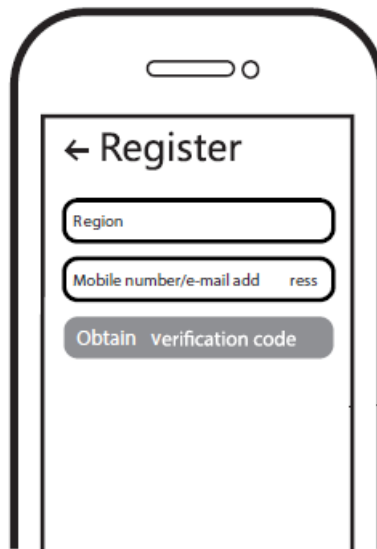 ← Register
Region
Mobile number/e-mail add ress
Obtain verification code